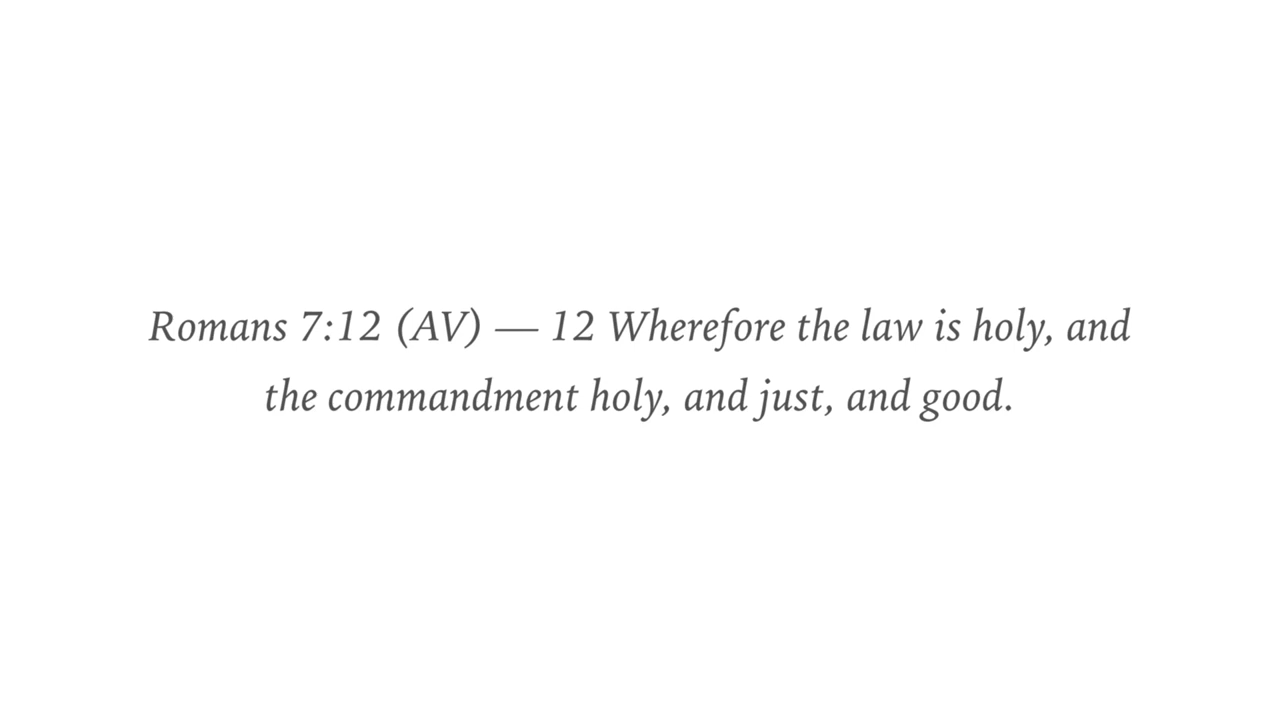 Romans 7:12 (AV) — 12 Wherefore the law is holy, and
the commandment holy, and just, and good.